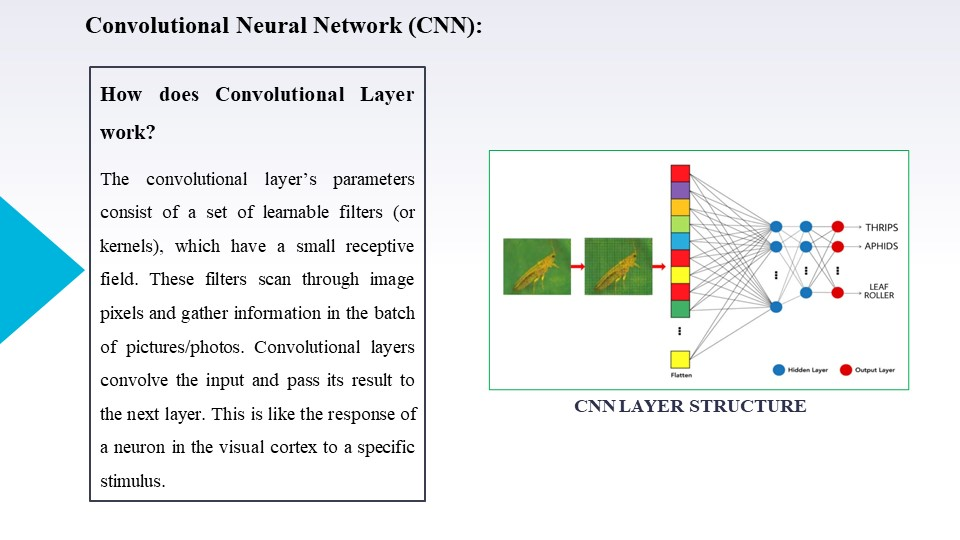 Convolutional Neural Network (CNN):
How does Convolutional Layer
work?
The convolutional layer’s parameters
consist of a set of learnable filters (or
kernels), which have a small receptive
field. These filters scan through image
pixels and gather information in the batch
of pictures/photos. Convolutional layers
convolve the input and pass its result to
the next layer. This is like the response of
a neuron in the visual cortex to a specific
stimulus.
THRIPS
APHIDS
LEAF
ROLLER
Flatten
Hidden Layer
Output Layer
CNN LAYER STRUCTURE